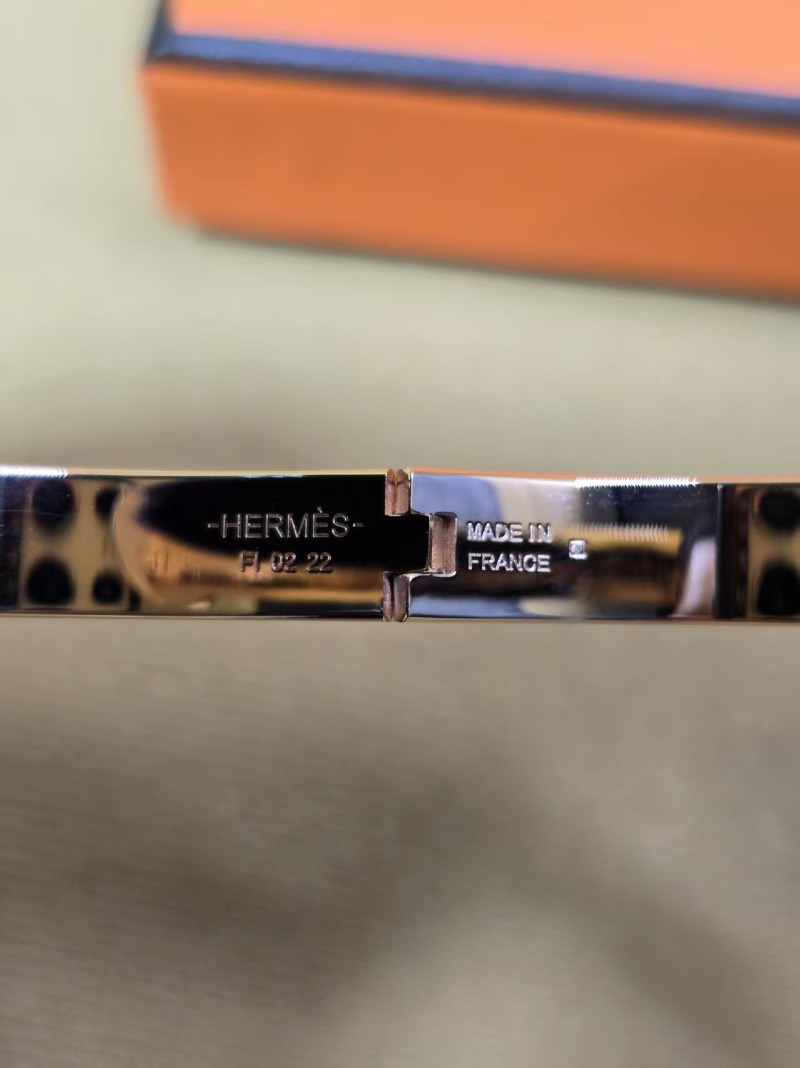 -HERMÈS-
FI 02 22
MADE IN
FRANCE